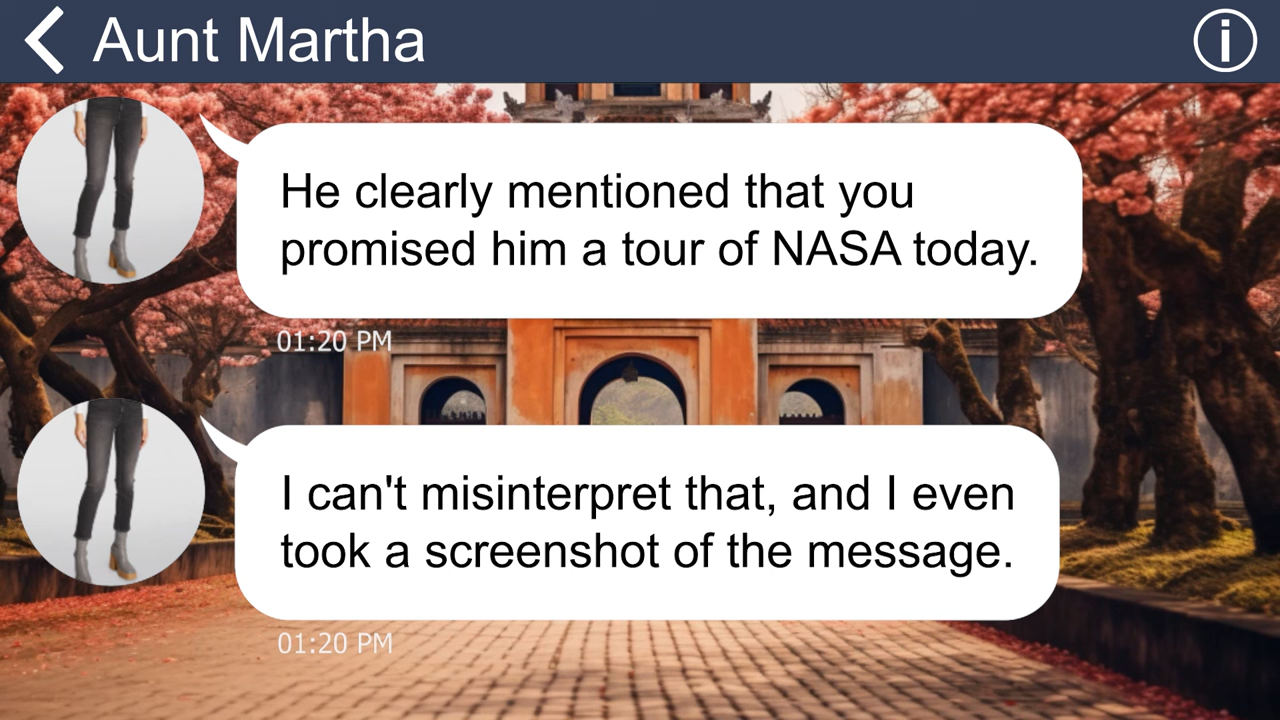 Aunt Martha
He clearly mentioned that you
promised him a tour of NASA today.
01:20 PM
I can't misinterpret that, and I even
took a screenshot of the message.
01:20 PM